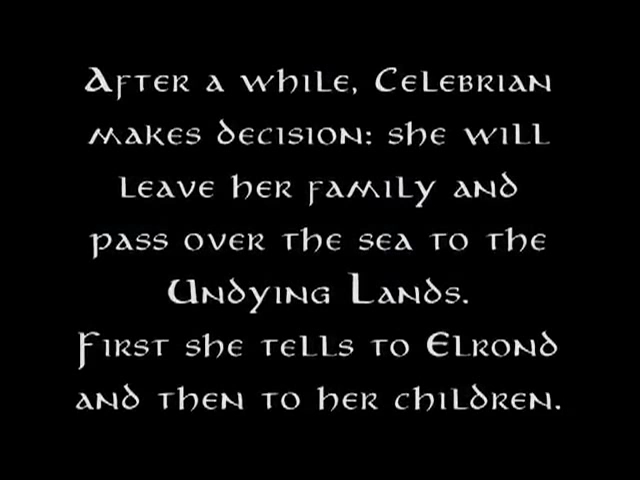 After a while, Celebrian
makes decision: she will
leave her family and
pass over the sea to the
Undying Lands.
First she tells to Elrond
and then to her children.